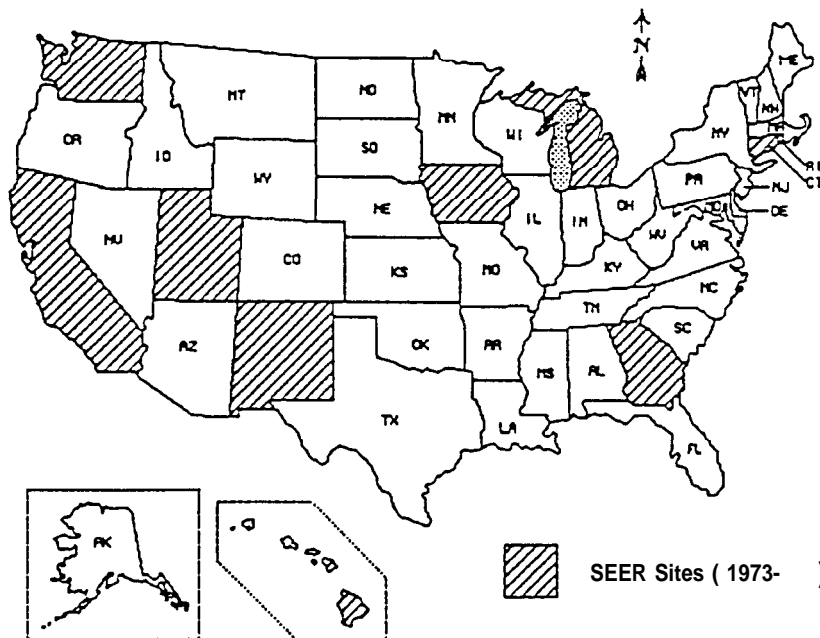 N
ME
VT
NH
MT
ND
MN
WI
NY
MA
OR
ID
SD
WY
RI
CT
PA
NJ
NE
IL
IN
OH
MD
DE
NV
CO
KS
MO
WV
VA
KY
NC
TN
AZ
OK
AR
SC
MS
AL
TX
LA
FL
AK
SEER Sites ( 1973- )